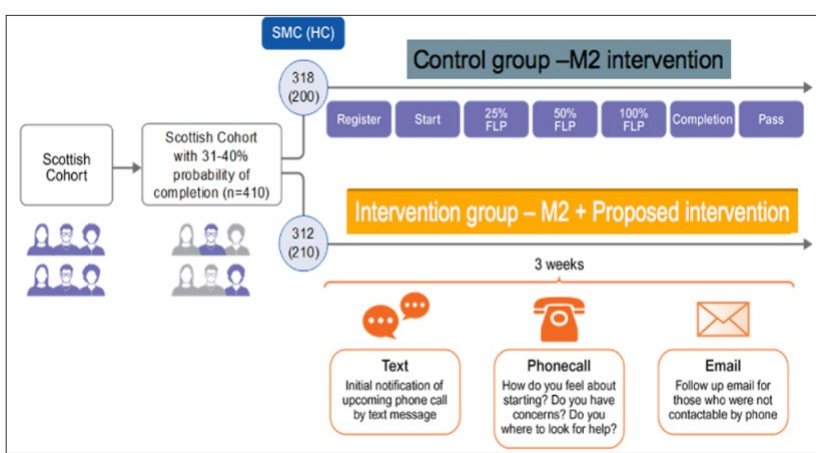 SMC (HC)
Control group –M2 intervention
318
(200)
Register
Start
25%
FLP
50%
FLP
100%
FLP
Completion
Pass
Scottish
Cohort
Scottish Cohort
with 31-40%
probability of
completion (n=410)
Intervention group – M2 + Proposed intervention
312
(210)
3 weeks
Text
Initial notification of
upcoming phone call
by text message
Phonecall
How do you feel about
starting? Do you have
concerns? Do you
where to look for help?
Email
Follow up email for
those who were not
contactable by phone